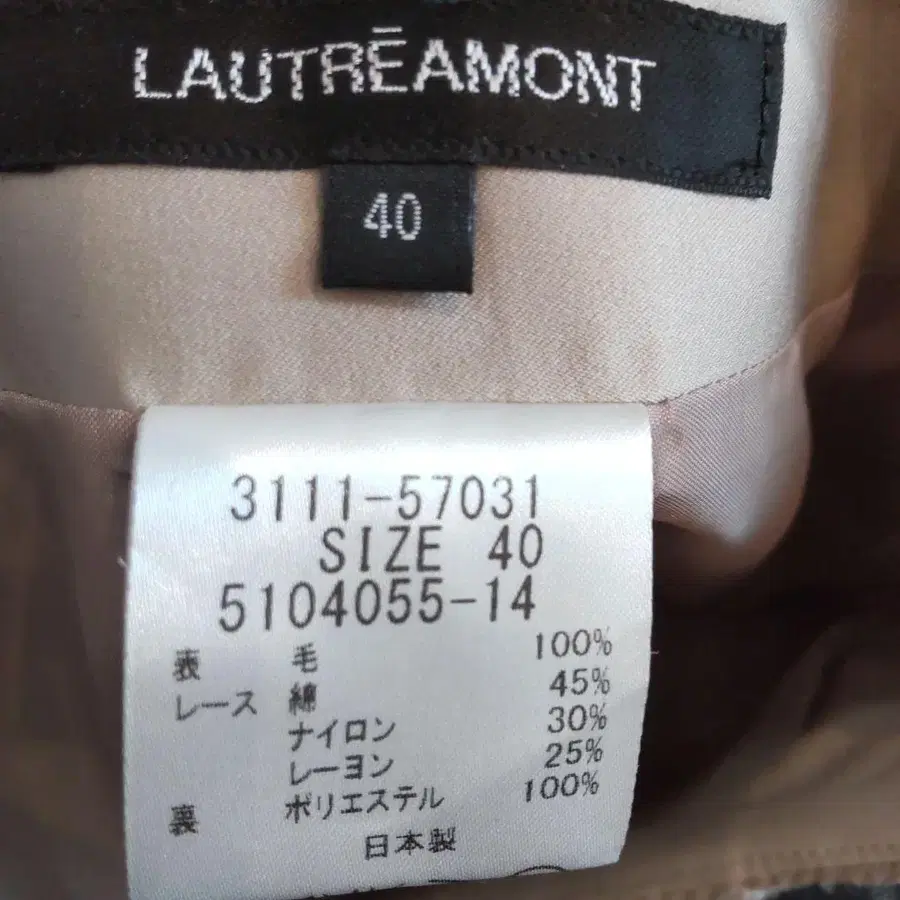 LAUTRĒAMONT
40
3111-57031
SIZE 40
5104055-14
表 毛 100%
レース 綿 45%
ナイロン 30%
レーヨン 25%
裏 ポリエステル 100%
日本製